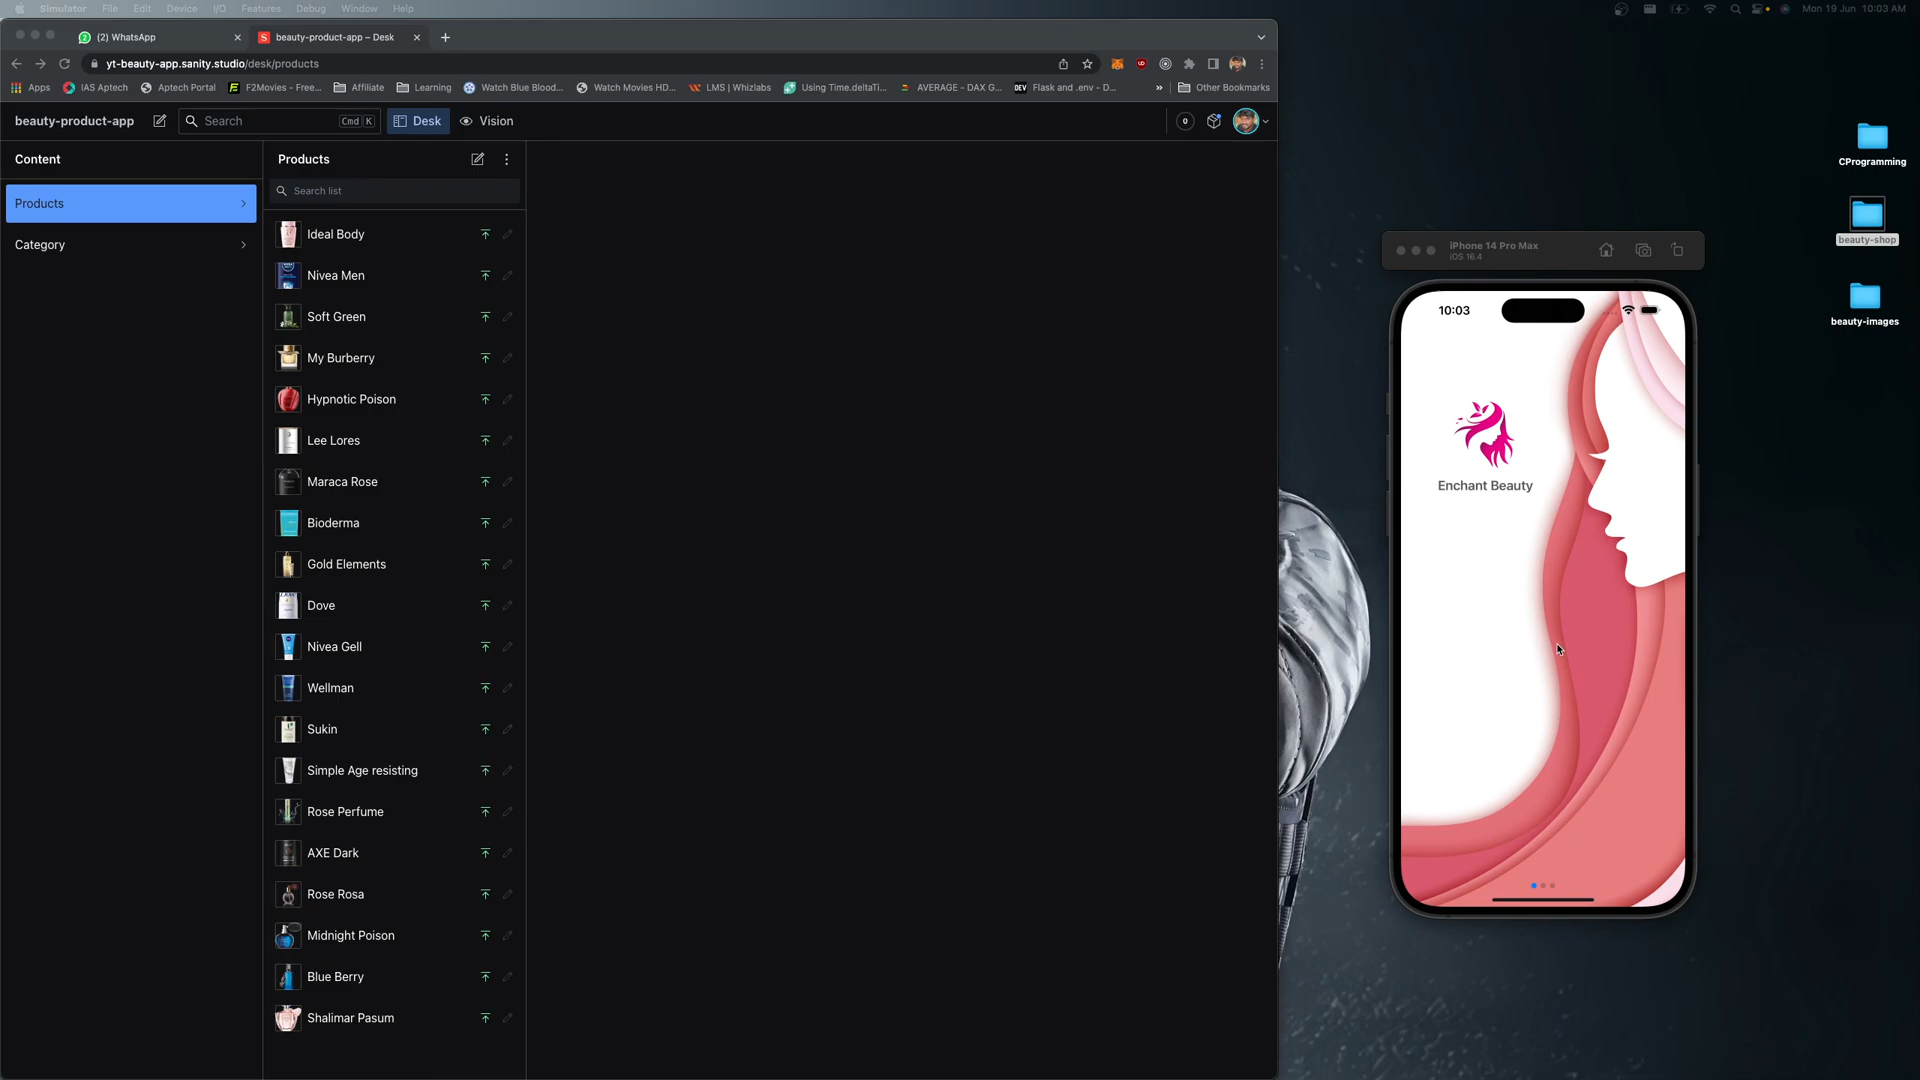 Simulator File Edit Device I/O Features Debug Window Help
Mon 19 Jun 10:03 AM
(2) WhatsApp
beauty-product-app – Desk
yt-beauty-app.sanity.studio/desk/products
Apps IAS Aptech Aptech Portal F2Movies - Free... Affiliate Learning Watch Blue Blood... Watch Movies HD... LMS | Whizlabs Using Time.deltaTi... AVERAGE - DAX G... DEV Flask and .env - D... » Other Bookmarks
beauty-product-app
Search Cmd K
Desk
Vision
0
Content
Products
Category
Products
Search list
Ideal Body
Nivea Men
Soft Green
My Burberry
Hypnotic Poison
Lee Lores
Maraca Rose
Bioderma
Gold Elements
Dove
Nivea Gell
Wellman
Sukin
Simple Age resisting
Rose Perfume
AXE Dark
Rose Rosa
Midnight Poison
Blue Berry
Shalimar Pasum
iPhone 14 Pro Max
iOS 16.4
10:03
Enchant Beauty
CProgramming
beauty-shop
beauty-images